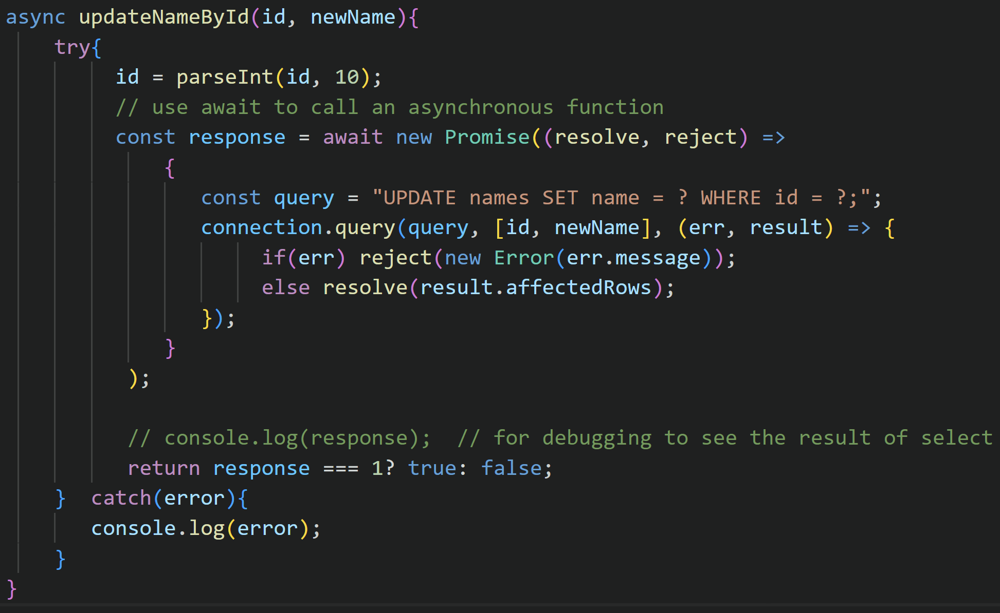 async updateNameById(id, newName){
try{
id = parseInt(id, 10);
// use await to call an asynchronous function
const response = await new Promise((resolve, reject) =>
{
const query = "UPDATE names SET name = ? WHERE id = ?;";
connection.query(query, [id, newName], (err, result) => {
if(err) reject(new Error(err.message));
else resolve(result.affectedRows);
});
}
);
// console.log(response);  // for debugging to see the result of select
return response === 1? true: false;
}  catch(error){
console.log(error);
}
}